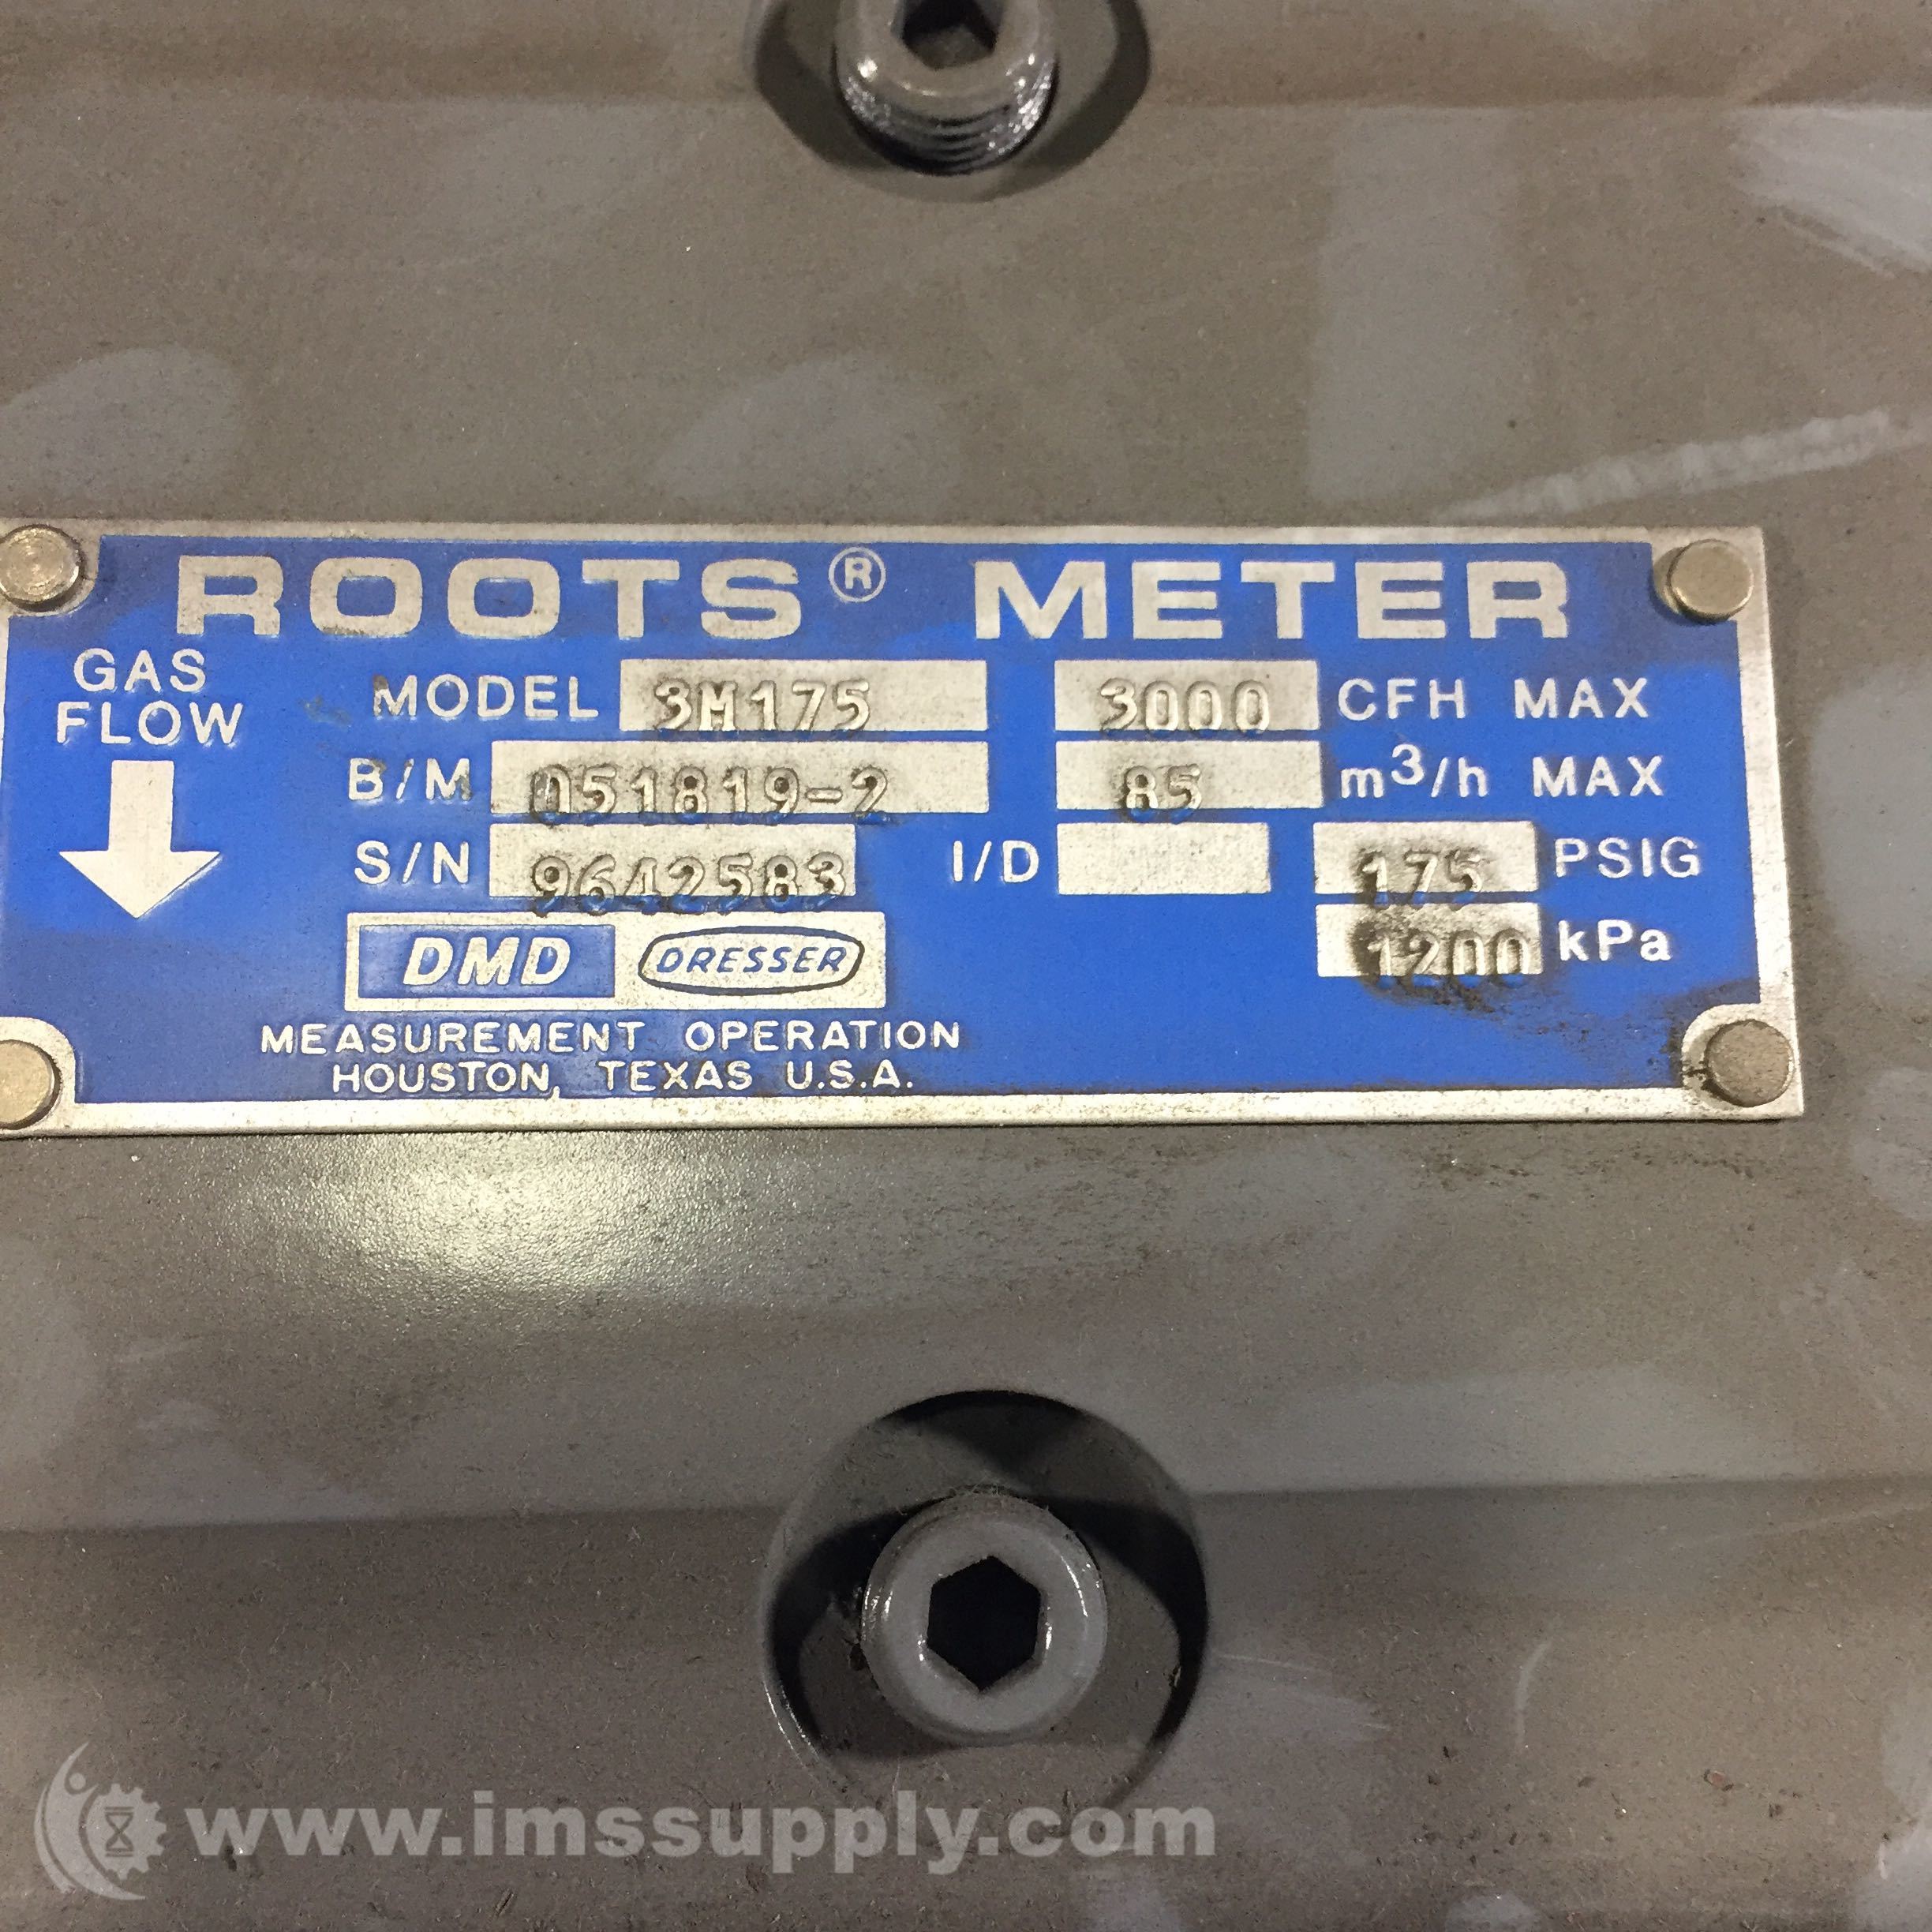 ROOTS® METER
GAS FLOW
MODEL 3M175 3000 CFH MAX
B/M 051819-2 85 m³/h MAX
S/N 9642583 I/D 175 PSIG
1200 kPa
DMD DRESSER
MEASUREMENT OPERATION
HOUSTON, TEXAS U.S.A.
www.imssupply.com